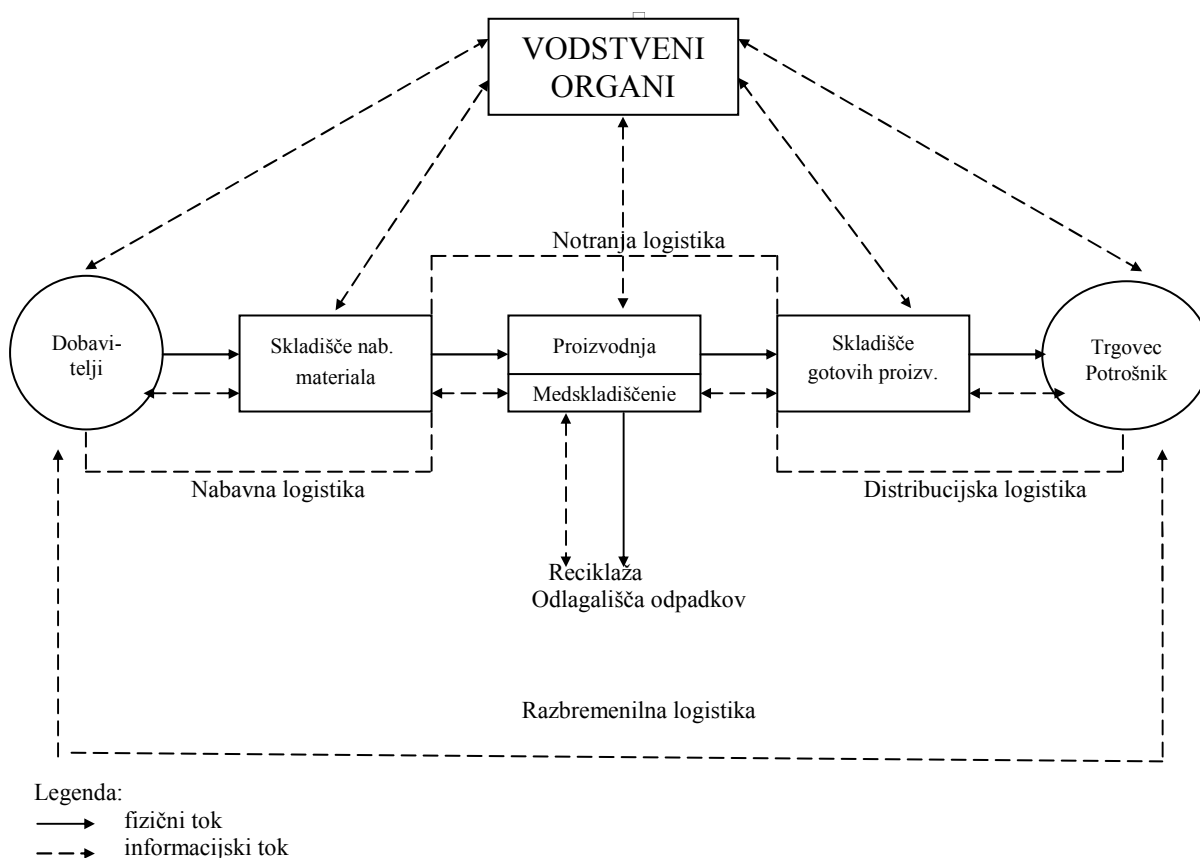 VODSTVENI
ORGANI
Notranja logistika
Dobavi-
telji
Skladišče nab.
materiala
Proizvodnja
Medskladiščenje
Skladišče
gotovih proizv.
Trgovec
Potrošnik
Nabavna logistika
Distribucijska logistika
Reciklaža
Odlagališča odpadkov
Razbremenilna logistika
Legenda:
fizični tok
informacijski tok